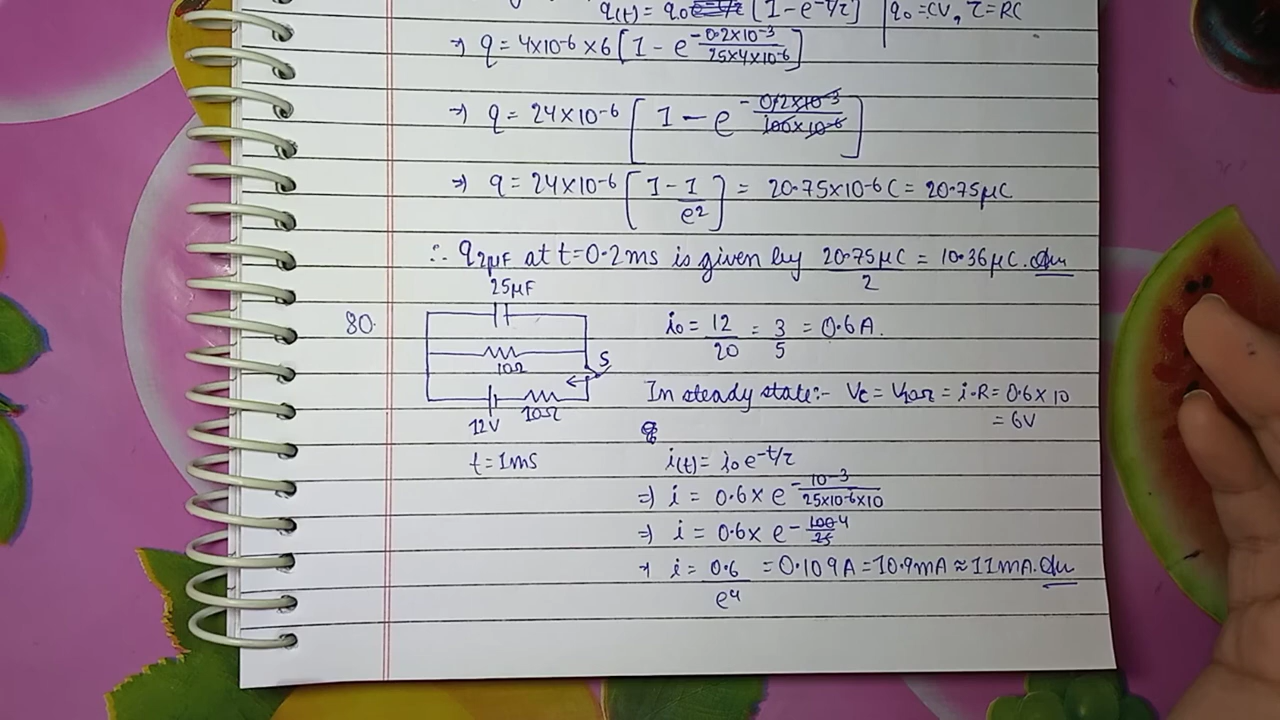 q(t) = q₀ [1-e^-t/τ] | q₀ = CV, τ = RC
⇒ q = 4×10⁻⁶ × 6 [1 - e^-0.2×10⁻³/25×4×10⁻⁶]
⇒ q = 24×10⁻⁶ [1 - e^-0.2×10⁻³/100×10⁻⁶]
⇒ q = 24×10⁻⁶ [1 - 1/e²] = 20.75×10⁻⁶ C = 20.75μC
∴ q₂μF at t=0.2ms is given by 20.75μC/2 = 10.36μC. Ans
80.
25μF
10Ω
S
12V 10Ω
t = 1ms
i₀ = 12/20 = 3/5 = 0.6A.
In steady state:- Vc = V₁₀Ω = i·R = 0.6 × 10
= 6V
i(t) = i₀ e^-t/τ
⇒ i = 0.6 × e^-10⁻³/25×10⁻⁶×10
⇒ i = 0.6 × e^-100/25 4
⇒ i = 0.6/e⁴ = 0.109A = 10.9mA ≈ 11mA. Ans